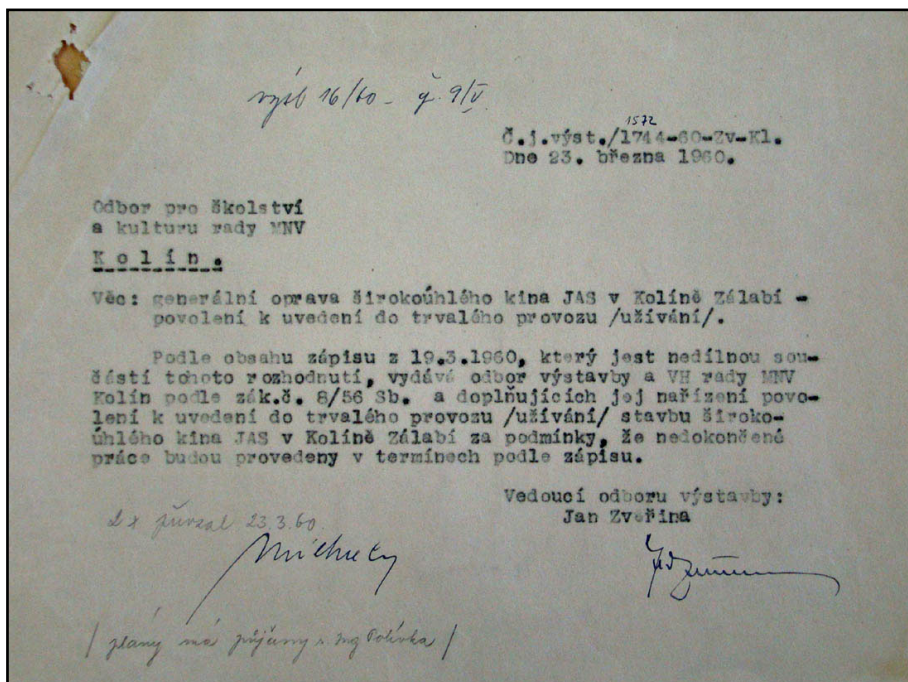 výst 16/60 - 9/V.
1572
Č.j.výst./1744-60-Zv-Kl.
Dne 23. března 1960.
Odbor pro školství
a kulturu rady MNV
K o l í n .
Věc: generální oprava širokoúhlého kina JAS v Kolíně Zálabí -
povolení k uvedení do trvalého provozu /užívání/.
Podle obsahu zápisu z 19.3.1960, který jest nedílnou sou-
částí tohoto rozhodnutí, vydává odbor výstavby a VH rady MNV
Kolín podle zák.č. 8/56 Sb. a doplňujících jej nařízení povo-
lení k uvedení do trvalého provozu /užívání/ stavbu široko-
úhlého kina JAS v Kolíně Zálabí za podmínky, že nedokončené
práce budou provedeny v termínech podle zápisu.
Vedoucí odboru výstavby:
Jan Zveřina
2x převzal 23.3.60.
/ plány má půjčeny s. Ing Polívka /